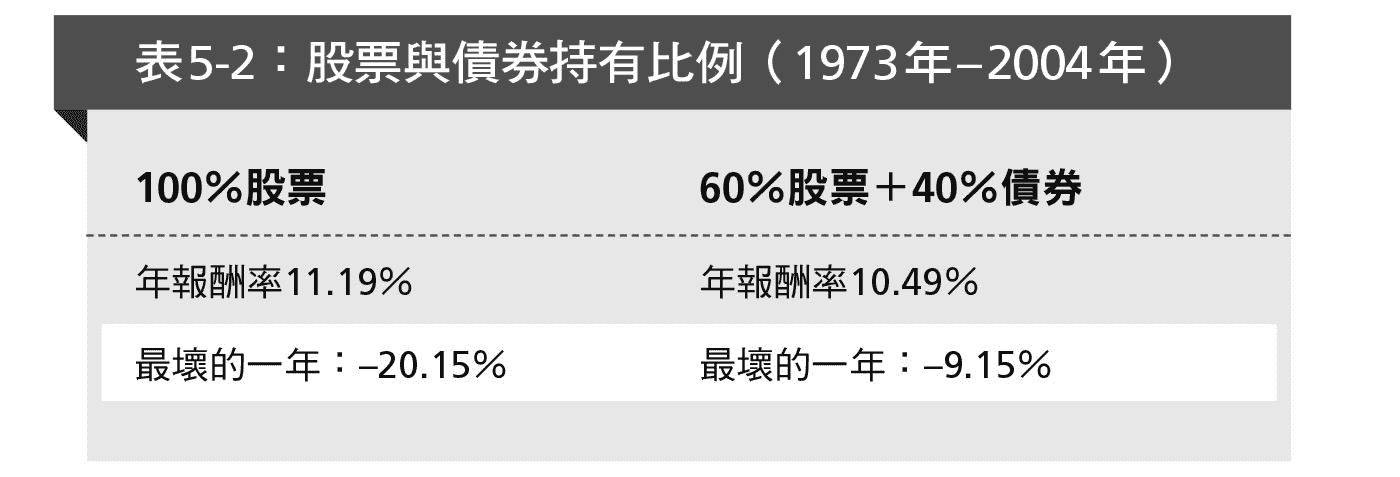 表5-2：股票與債券持有比例（1973年–2004年）
100%股票 60%股票＋40%債券
年報酬率11.19% 年報酬率10.49%
最壞的一年：–20.15% 最壞的一年：–9.15%